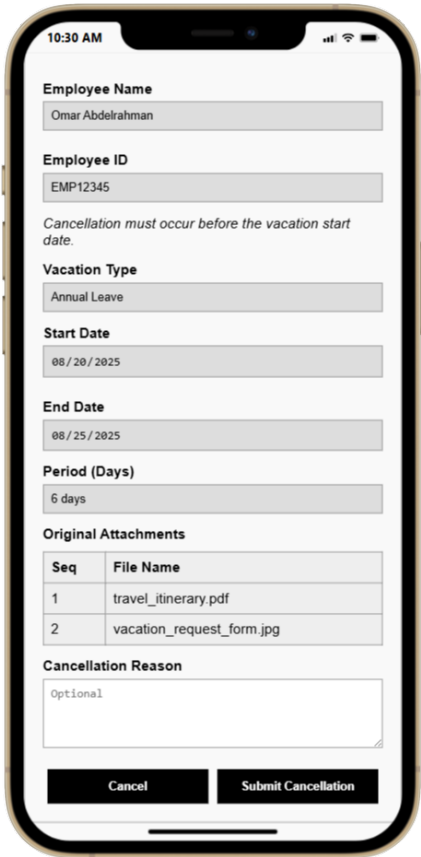 10:30 AM
Employee Name
Omar Abdelrahman
Employee ID
EMP12345
Cancellation must occur before the vacation start
date.
Vacation Type
Annual Leave
Start Date
08/20/2025
End Date
08/25/2025
Period (Days)
6 days
Original Attachments
Seq File Name
1 travel_itinerary.pdf
2 vacation_request_form.jpg
Cancellation Reason
Optional
Cancel Submit Cancellation